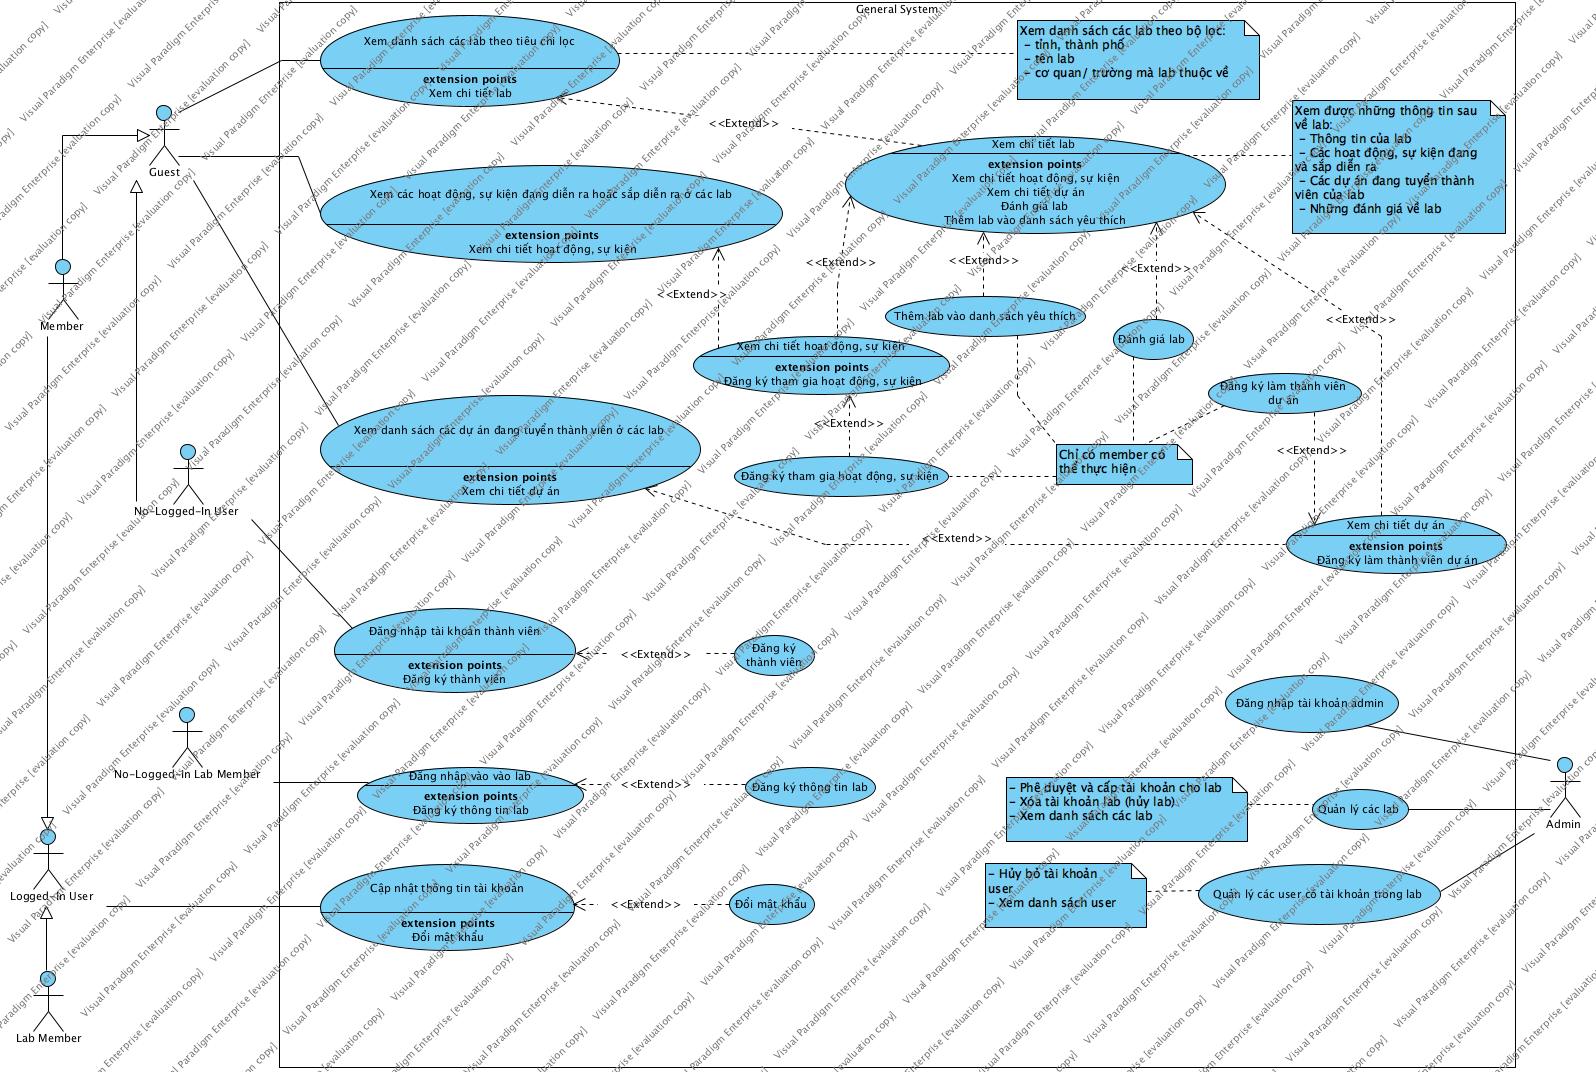 General System
Xem danh sách các lab theo tiêu chí lọc
extension points
Xem chi tiết lab
Xem danh sách các lab theo bộ lọc:
– tỉnh, thành phố
– tên lab
– cơ quan/ trường mà lab thuộc về
Xem được những thông tin sau
về lab:
– Thông tin của lab
– Các hoạt động, sự kiện đang
và sắp diễn ra
– Các dự án đang tuyển thành
viên của lab
– Những đánh giá về lab
<<Extend>>
Guest
Xem chi tiết lab
extension points
Xem chi tiết hoạt động, sự kiện
Xem chi tiết dự án
Đánh giá lab
Thêm lab vào danh sách yêu thích
Xem các hoạt động, sự kiện đang diễn ra hoặc sắp diễn ra ở các lab
extension points
Xem chi tiết hoạt động, sự kiện
<<Extend>>
<<Extend>>
<<Extend>>
<<Extend>>
<<Extend>>
Member
Thêm lab vào danh sách yêu thích
Đánh giá lab
Xem chi tiết hoạt động, sự kiện
extension points
Đăng ký tham gia hoạt động, sự kiện
Đăng ký làm thành viên
dự án
<<Extend>>
Xem danh sách các dự án đang tuyển thành viên ở các lab
extension points
Xem chi tiết dự án
<<Extend>>
Chỉ có member có
thể thực hiện
Đăng ký tham gia hoạt động, sự kiện
No-Logged-In User
<<Extend>>
Xem chi tiết dự án
extension points
Đăng ký làm thành viên dự án
Đăng nhập tài khoản thành viên
extension points
Đăng ký thành viên
<<Extend>>
Đăng ký
thành viên
Đăng nhập tài khoản admin
No-Logged-in Lab Member
Đăng nhập vào vào lab
extension points
Đăng ký thông tin lab
<<Extend>>
Đăng ký thông tin lab
– Phê duyệt và cấp tài khoản cho lab
– Xóa tài khoản lab (hủy lab)
– Xem danh sách các lab
Quản lý các lab
Admin
Logged-in User
Cập nhật thông tin tài khoản
extension points
Đổi mật khẩu
<<Extend>>
Đổi mật khẩu
– Hủy bỏ tài khoản
user
– Xem danh sách user
Quản lý các user có tài khoản trong lab
Lab Member
Visual Paradigm Enterprise [evaluation copy]